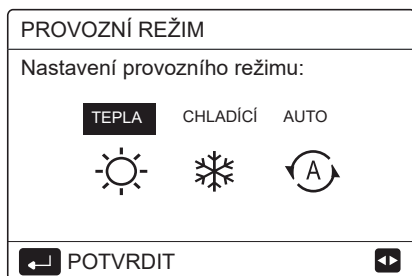 PROVOZNÍ REŽIM
Nastavení provozního režimu:
TEPLA CHLADÍCÍ AUTO
A
POTVRDIT